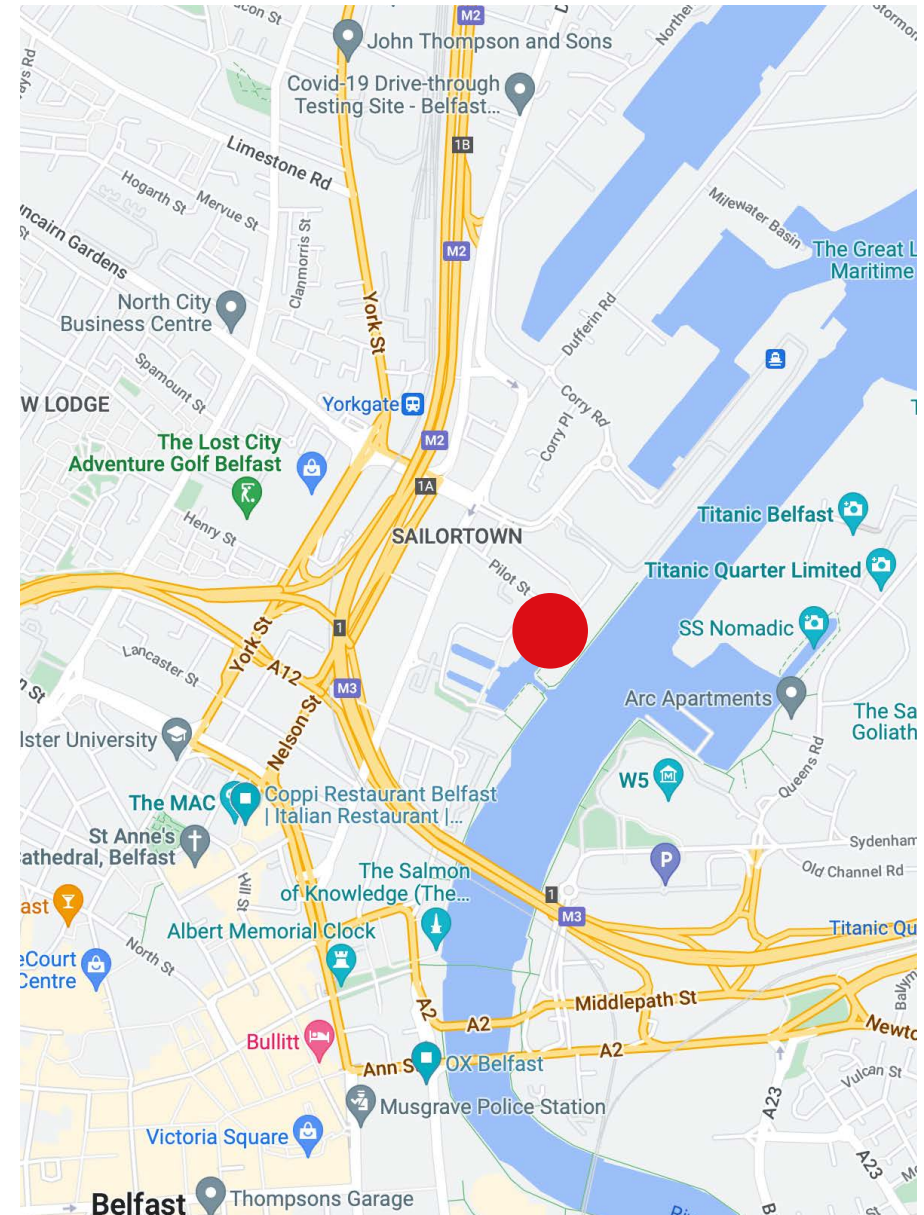 M2
John Thompson and Sons
Covid-19 Drive-through
Testing Site - Belfast...
1B
Limestone Rd
Hogarth St
Mervue St
Milewater Basin
Clanmorris St
M2
The Great L
Maritime
Gardens
North City
Business Centre
York St
Dufferin Rd
Spamount St
Corry Rd
W LODGE
Yorkgate
Corry Pl
M2
The Lost City
Adventure Golf Belfast
1A
Titanic Belfast
Henry St
SAILORTOWN
Pilot St
Titanic Quarter Limited
1
SS Nomadic
York St
Lancaster St
A12
M3
Arc Apartments
The Sa
Goliath
Nelson St
lster University
Queens Rd
W5
The MAC
Coppi Restaurant Belfast
| Italian Restaurant |...
St Anne's
athedral, Belfast
Sydenham
P
Old Channel Rd
The Salmon
of Knowledge (The...
Hill St
1
M3
ast
Albert Memorial Clock
Titanic Qu
North St
eCourt
Centre
A2
Middlepath St
A2
Newto
Bullitt
A2
Ann S
OX Belfast
Vulcan St
Musgrave Police Station
A23
Victoria Square
A23
Belfast
Thompsons Garage